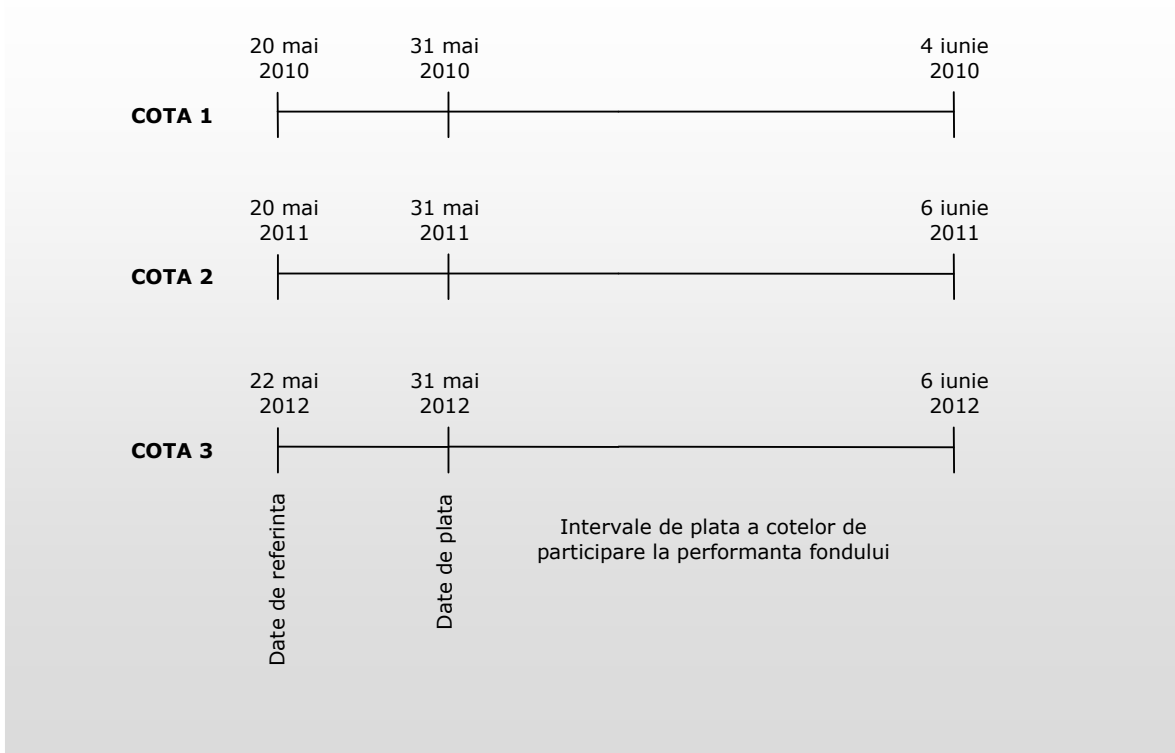 20 mai
2010
31 mai
2010
4 iunie
2010
COTA 1
20 mai
2011
31 mai
2011
6 iunie
2011
COTA 2
22 mai
2012
31 mai
2012
6 iunie
2012
COTA 3
Date de referinta
Date de plata
Intervale de plata a cotelor de
participare la performanta fondului